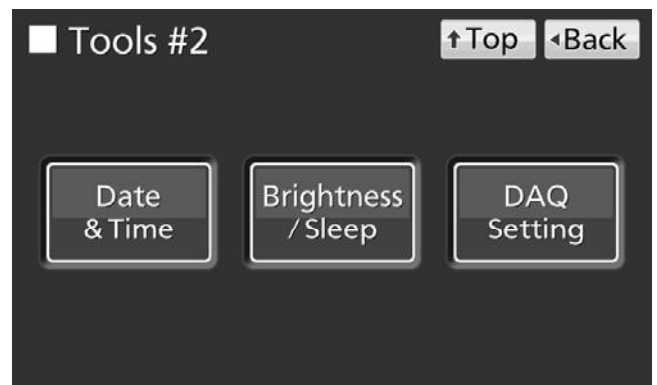 Tools #2
Top
Back
Date
& Time
Brightness
/ Sleep
DAQ
Setting